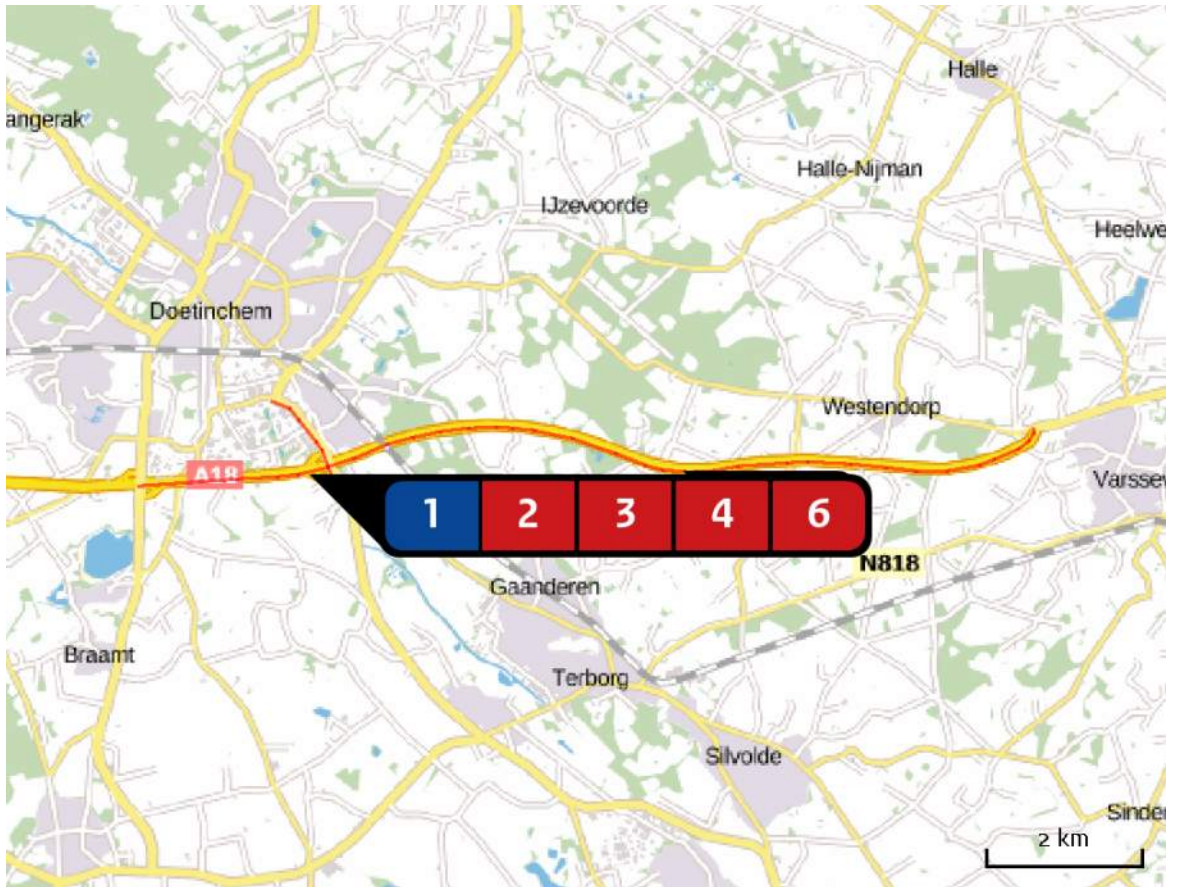 Halle
angerak
Halle-Nijman
IJzevoorde
Heelwe
Doetinchem
Westendorp
A18
Varssev
1 2 3 4 6
N818
Gaanderen
Braamt
Terborg
Silvolde
Sinder
2 km